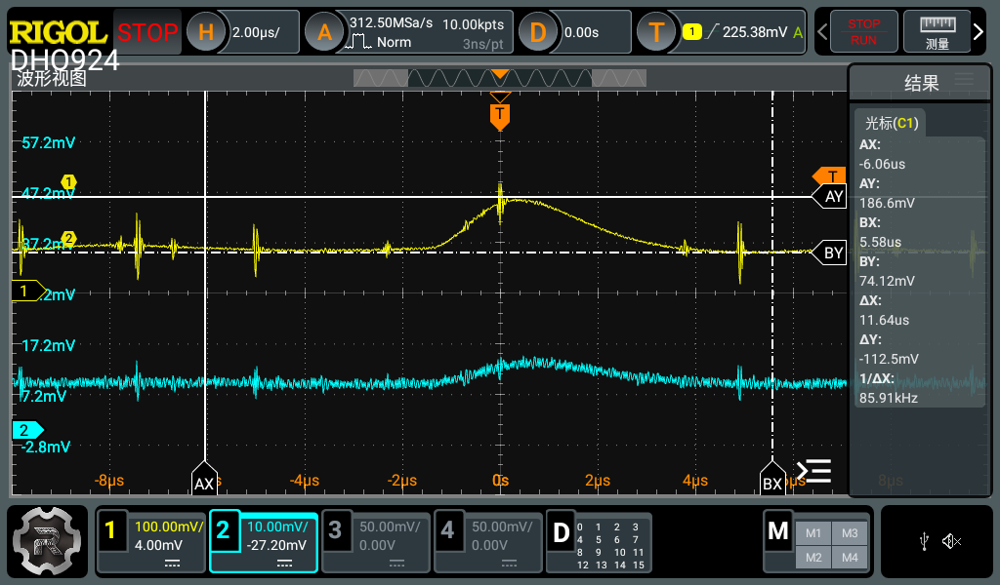 RIGOL STOP H 2.00μs/ A 312.50MSa/s 10.00kpts D 0.00s T 1 225.38mV A STOP
Norm 3ns/pt RUN 测量
DHO924
波形视图 结果
T
57.2mV 光标(C1)
1 AX:
47.2mV T -6.06us
AY AY:
2 186.6mV
37.2m BX:
BY 5.58us
BY:
1 2mV 74.12mV
ΔX:
11.64us
17.2mV ΔY:
-112.5mV
7.2mV 1/ΔX:
85.91kHz
2
-2.8mV
-8μs AX s -4μs -2μs 0s 2μs 4μs BX μs 8μs
1 100.00mV/ 2 10.00mV/ 3 50.00mV/ 4 50.00mV/ D 0 1 2 3 M M1 M3
4.00mV -27.20mV 0.00V 0.00V 4 5 6 7 M2 M4
8 9 10 11
12 13 14 15